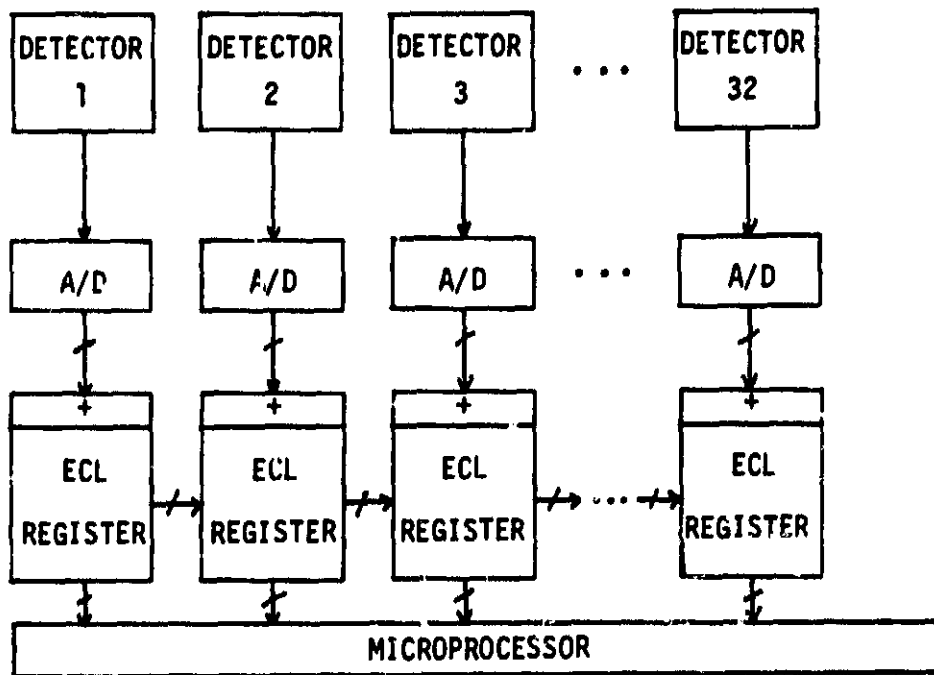 DETECTOR
1
DETECTOR
2
DETECTOR
3
• • •
DETECTOR
32
A/D
A/D
A/D
• • •
A/D
+
ECL
REGISTER
+
ECL
REGISTER
+
ECL
REGISTER
•••
+
ECL
REGISTER
MICROPROCESSOR